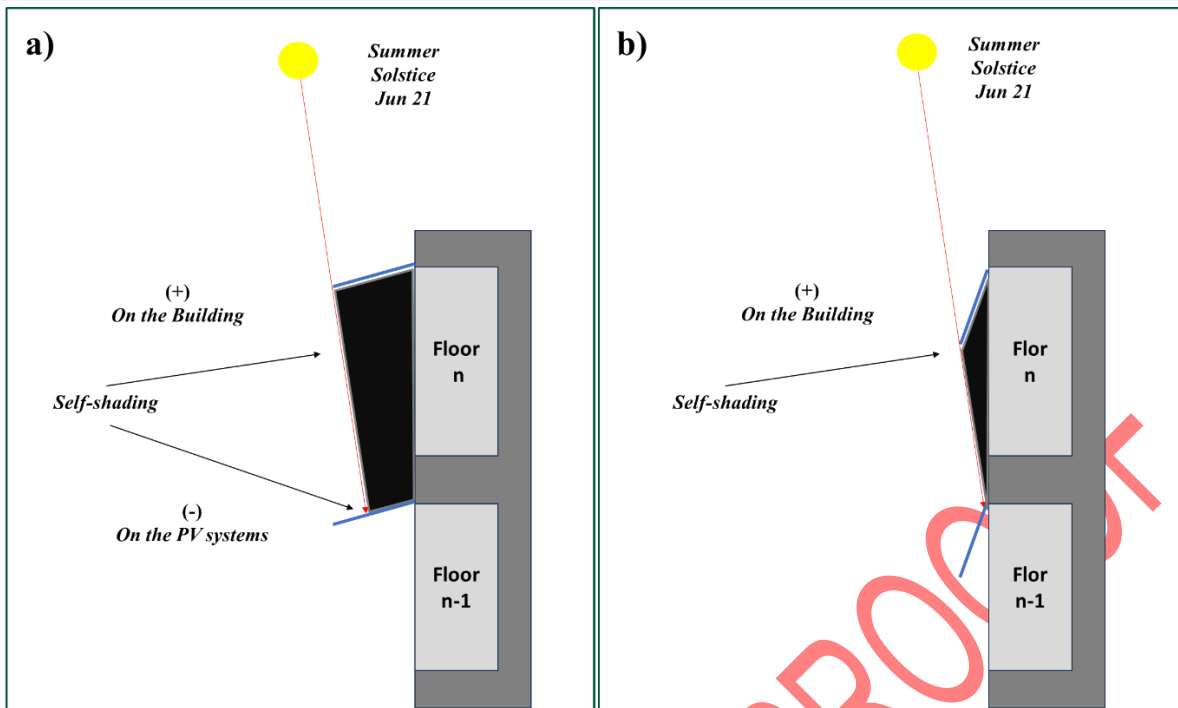 a)
Summer
Solstice
Jun 21
(+)
On the Building
Self-shading
(-)
On the PV systems
Floor
n
Floor
n-1
b)
Summer
Solstice
Jun 21
(+)
On the Building
Self-shading
Flor
n
Flor
n-1